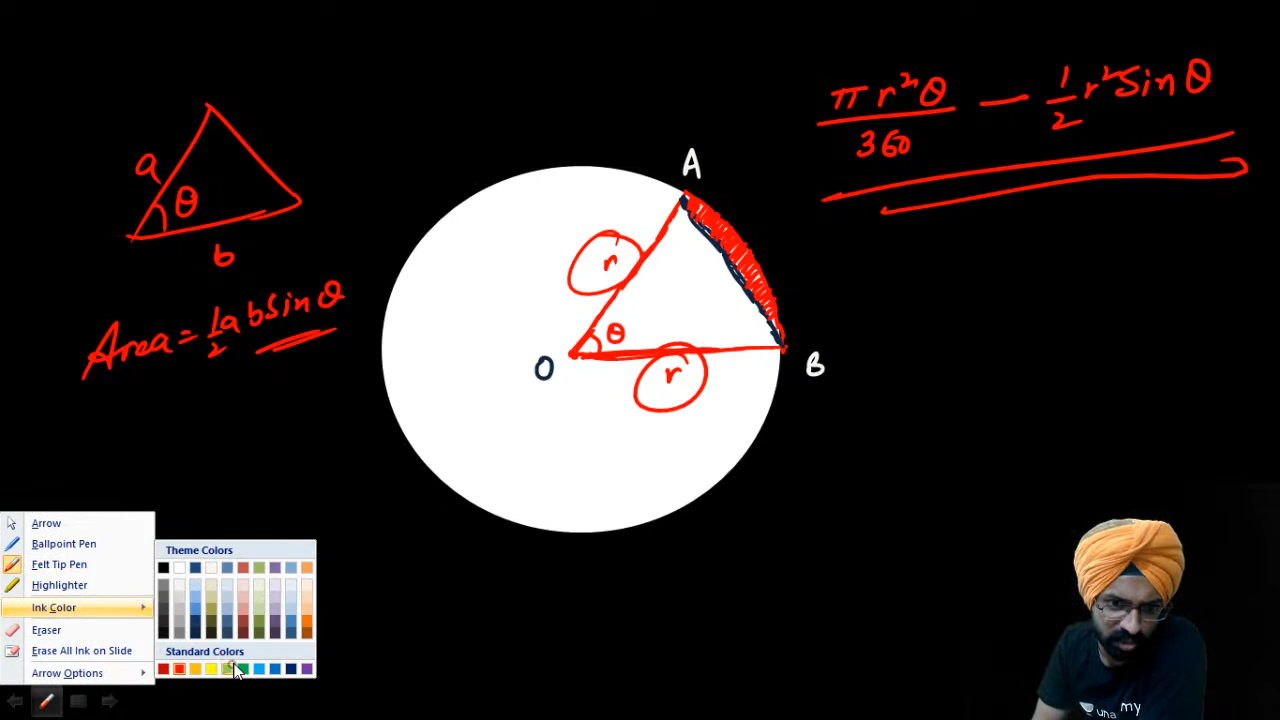 πr²θ/360 — 1/2 r² Sin θ
A
a
θ
r
b
θ
Area = 1/2 ab Sin θ
O
r
B
Arrow
Ballpoint Pen
Felt Tip Pen
Highlighter
Ink Color
Eraser
Erase All Ink on Slide
Arrow Options
Theme Colors
Standard Colors
my